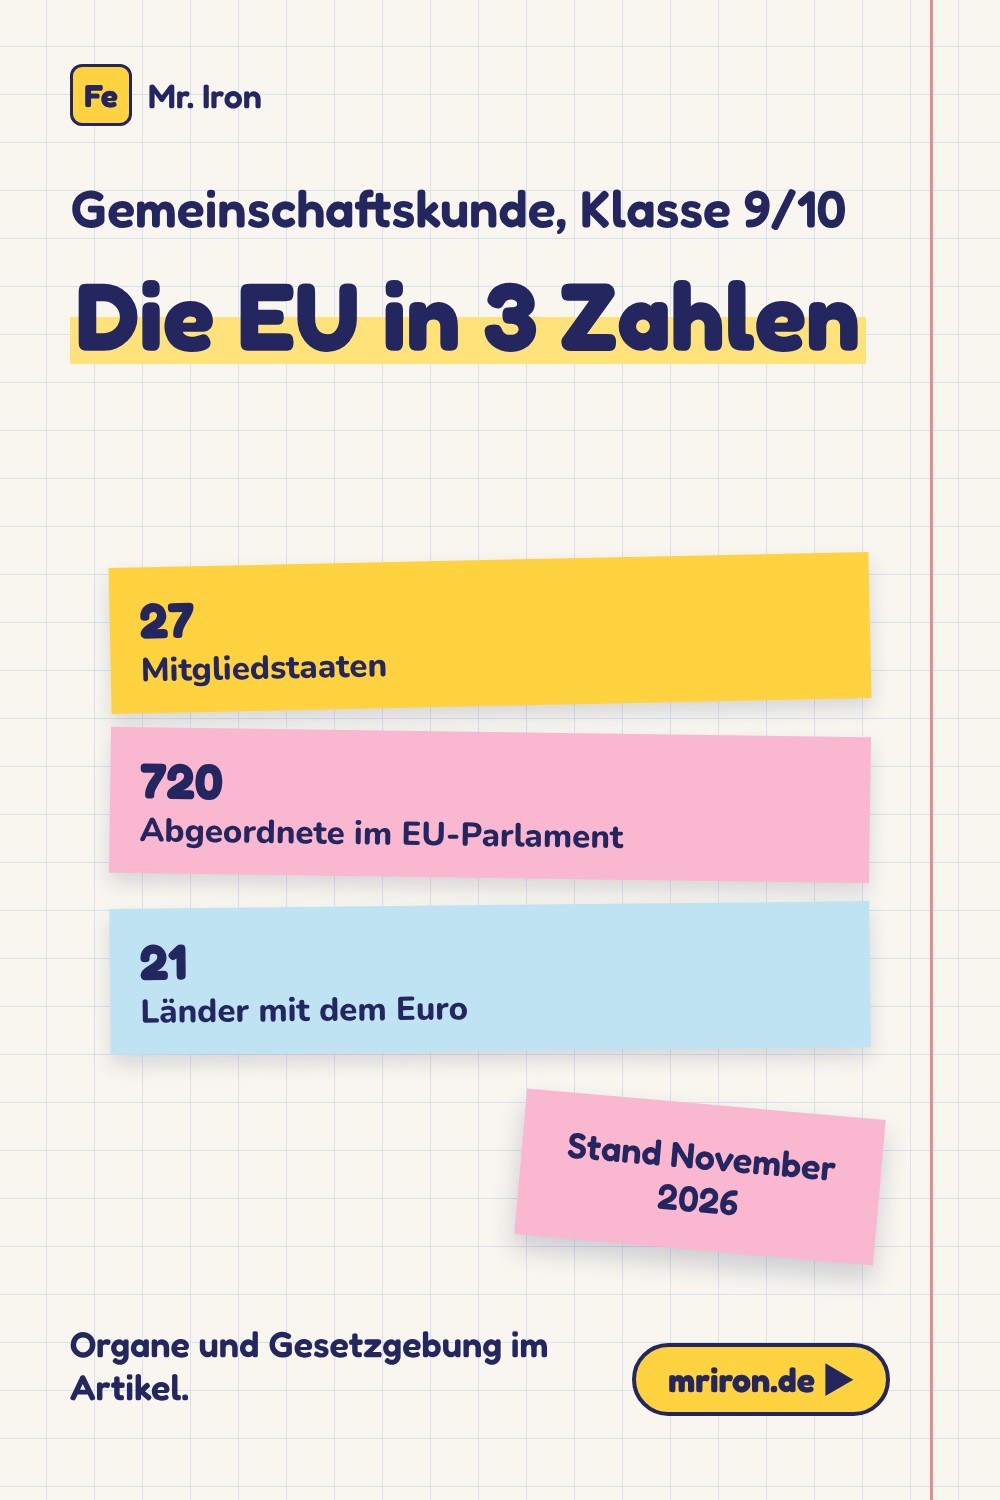 Fe Mr. Iron
Gemeinschaftskunde, Klasse 9/10
Die EU in 3 Zahlen
27
Mitgliedstaaten
720
Abgeordnete im EU-Parlament
21
Länder mit dem Euro
Stand November
2026
Organe und Gesetzgebung im
Artikel.
mriron.de